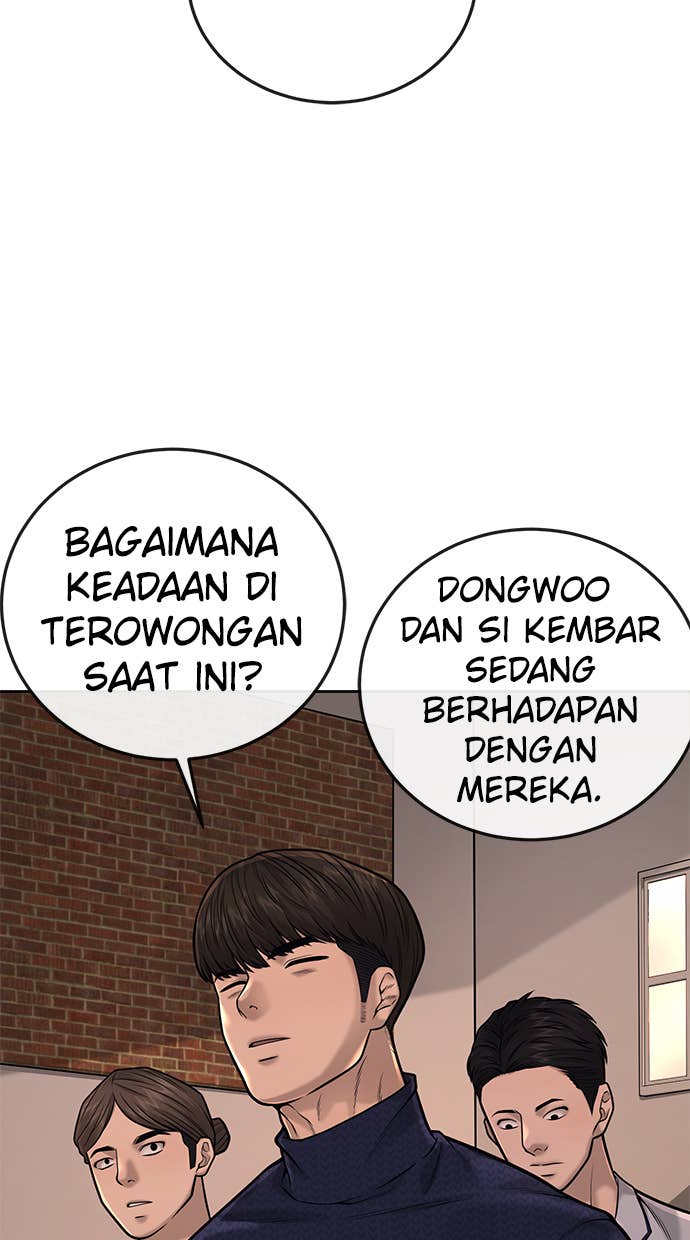 BAGAIMANA
KEADAAN DI
TEROWONGAN
SAAT INI?
DONGWOO
DAN SI KEMBAR
SEDANG
BERHADAPAN
DENGAN
MEREKA.